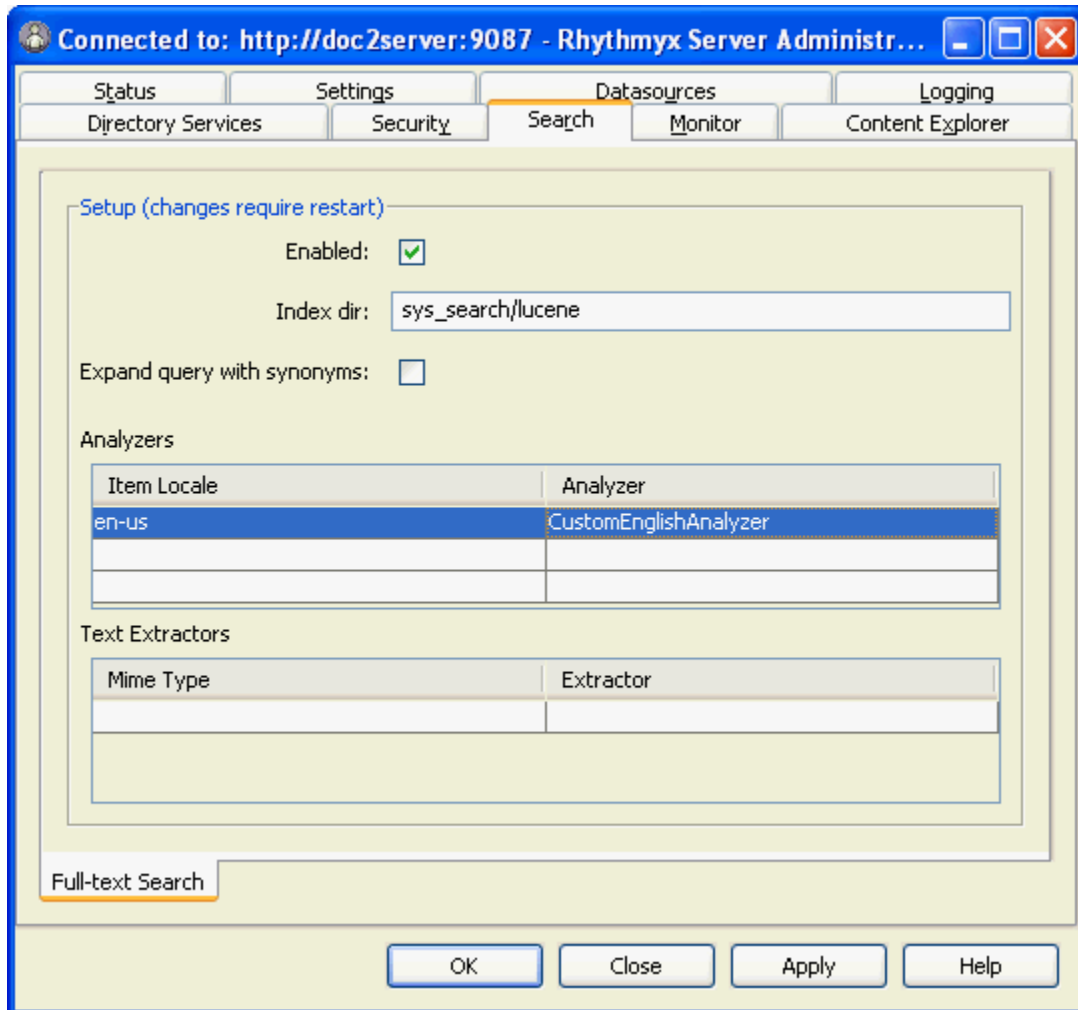 Connected to: http://doc2server:9087 - Rhythmyx Server Administr...
Status Settings Datasources Logging
Directory Services Security Search Monitor Content Explorer
Setup (changes require restart)
Enabled:
Index dir: sys_search/lucene
Expand query with synonyms:
Analyzers
Item Locale Analyzer
en-us CustomEnglishAnalyzer
Text Extractors
Mime Type Extractor
Full-text Search
OK Close Apply Help